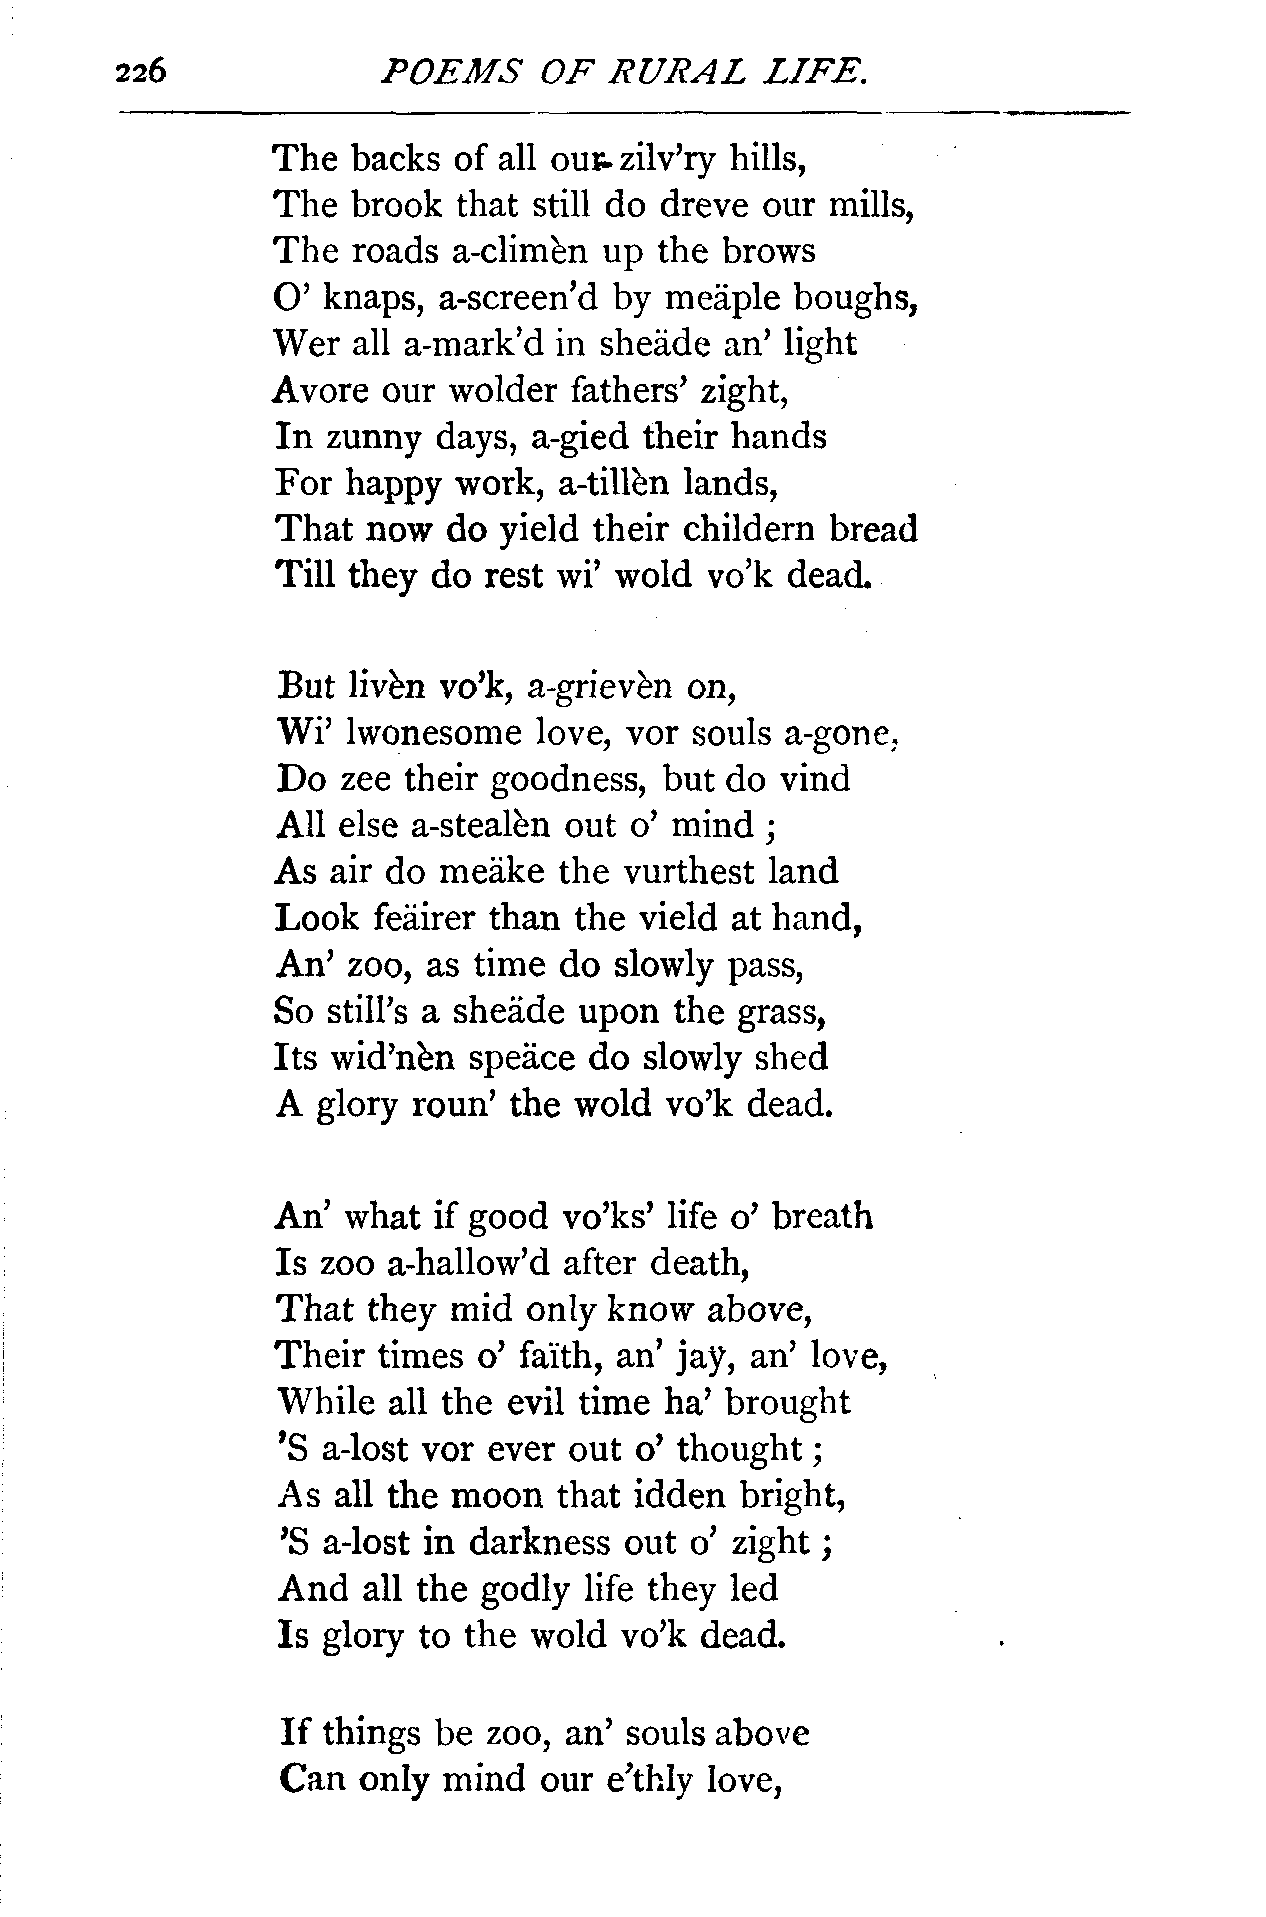 226 POEMS OF RURAL LIFE.
The backs of all our zilv'ry hills,
The brook that still do dreve our mills,
The roads a-climèn up the brows
O' knaps, a-screen'd by meäple boughs,
Wer all a-mark'd in sheäde an' light
Avore our wolder fathers' zight,
In zunny days, a-gied their hands
For happy work, a-tillèn lands,
That now do yield their childern bread
Till they do rest wi' wold vo'k dead.
But livèn vo'k, a-grievèn on,
Wi' lwonesome love, vor souls a-gone,
Do zee their goodness, but do vind
All else a-stealèn out o' mind ;
As air do meäke the vurthest land
Look feäirer than the vield at hand,
An' zoo, as time do slowly pass,
So still's a sheäde upon the grass,
Its wid'nèn speäce do slowly shed
A glory roun' the wold vo'k dead.
An' what if good vo'ks' life o' breath
Is zoo a-hallow'd after death,
That they mid only know above,
Their times o' faïth, an' jaÿ, an' love,
While all the evil time ha' brought
'S a-lost vor ever out o' thought ;
As all the moon that idden bright,
'S a-lost in darkness out o' zight ;
And all the godly life they led
Is glory to the wold vo'k dead.
If things be zoo, an' souls above
Can only mind our e'thly love,